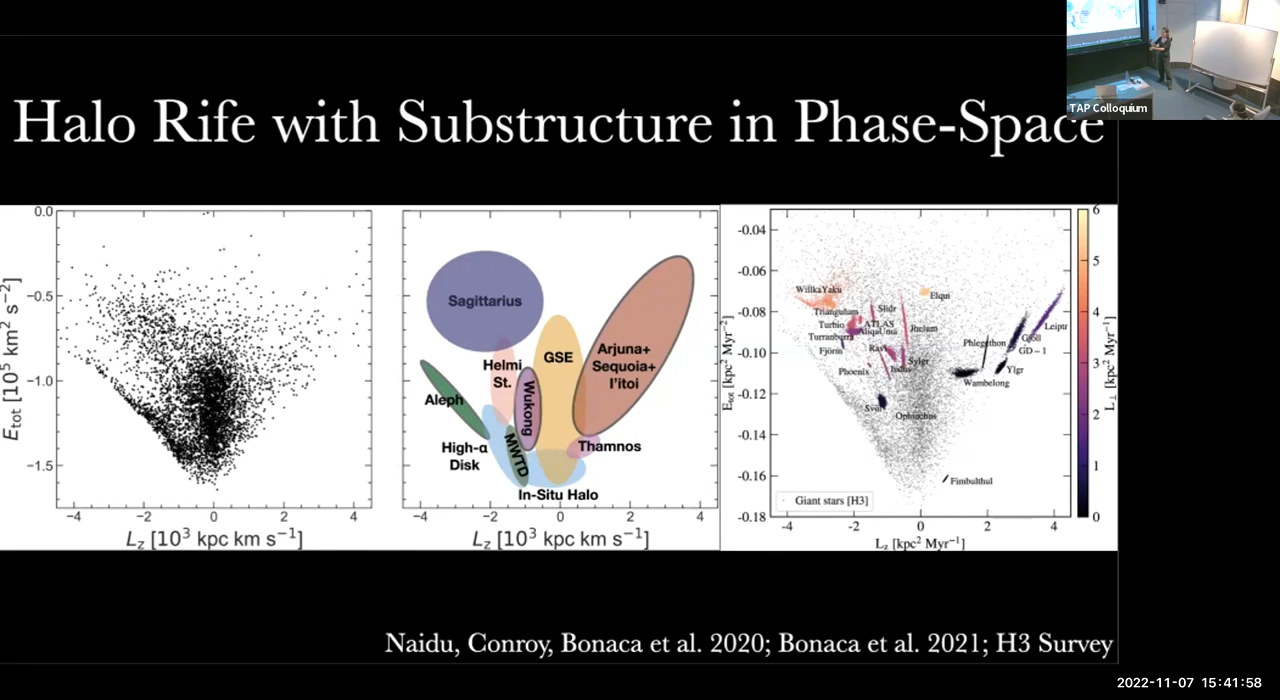 TAP Colloquium
Halo Rife with Substructure in Phase-Space
0.0
−0.5
−1.0
−1.5
E_tot [10^5 km^2 s^−2]
−4 −2 0 2 4
L_z [10^3 kpc km s^−1]
Sagittarius
GSE
Arjuna+
Sequoia+
I'itoi
Helmi
St.
Wukong
Aleph
High-α
Disk
MWTD
Thamnos
In-Situ Halo
−4 −2 0 2 4
L_z [10^3 kpc km s^−1]
-0.04
-0.06
-0.08
-0.10
-0.12
-0.14
-0.16
-0.18
E_tot [kpc^2 Myr^−2]
WillkaYaku
Elqui
Triangulum
Slidr
Turbio
ATLAS
AliqaUma
Jhelum
Leiptr
Turranburra
Gjöll
Phlegethon
Fjörm
Ravi
GD − 1
Sylgr
Indus
Ylgr
Phoenix
Wambelong
Svöl
Ophiuchus
Fimbulthul
Giant stars [H3]
-4 -2 0 2 4
L_z [kpc^2 Myr^−1]
6
5
4
3
2
1
0
L_⊥ [kpc^2 Myr^−1]
Naidu, Conroy, Bonaca et al. 2020; Bonaca et al. 2021; H3 Survey
2022-11-07 15:41:58